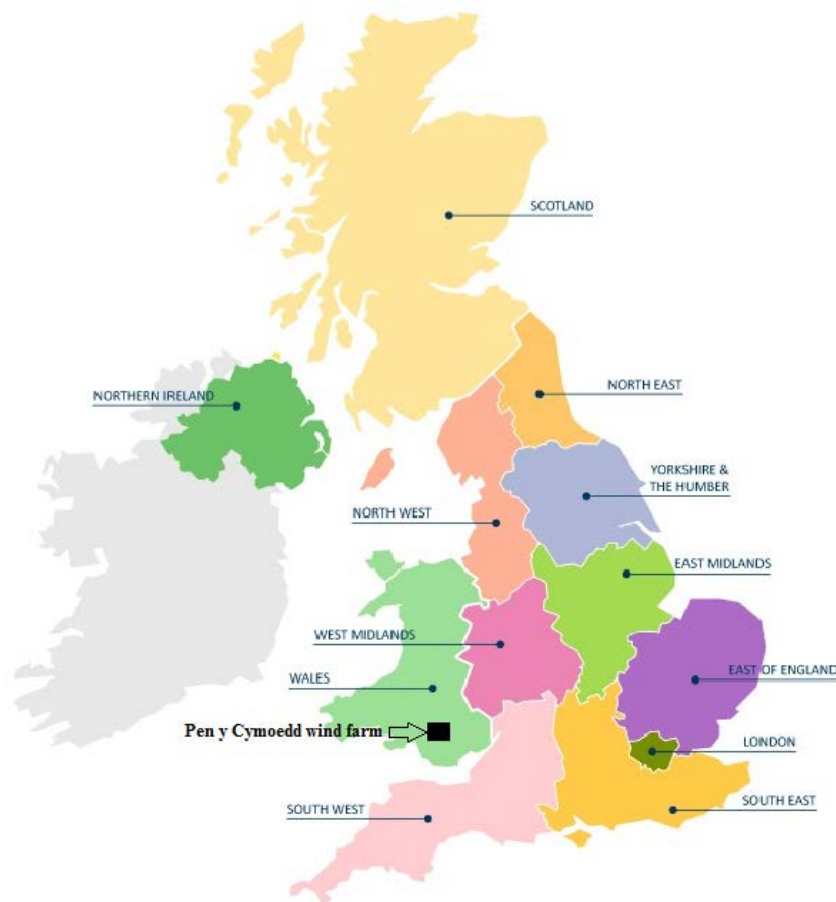 SCOTLAND
NORTH EAST
NORTHERN IRELAND
YORKSHIRE &
THE HUMBER
NORTH WEST
EAST MIDLANDS
WEST MIDLANDS
EAST OF ENGLAND
WALES
Pen y Cymoedd wind farm
LONDON
SOUTH EAST
SOUTH WEST